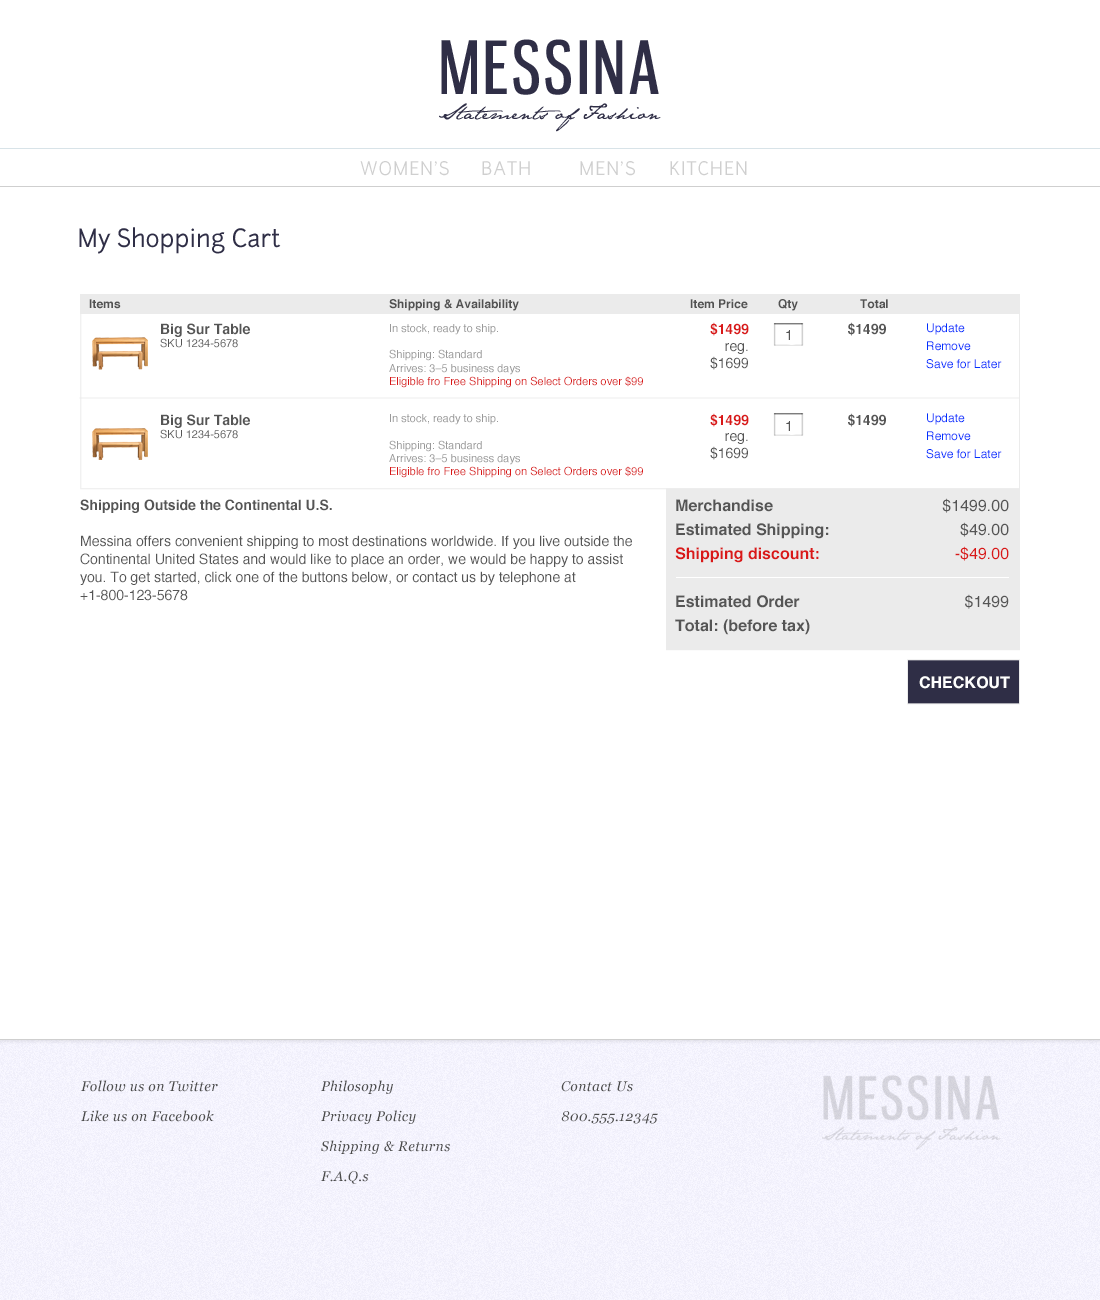 MESSINA
Statements of Fashion
WOMEN'S BATH MEN'S KITCHEN
My Shopping Cart
Items Shipping & Availability Item Price Qty Total
Big Sur Table In stock, ready to ship. $1499 1 $1499 Update
SKU 1234-5678 reg. Remove
Shipping: Standard $1699 Save for Later
Arrives: 3–5 business days
Eligible fro Free Shipping on Select Orders over $99
Big Sur Table In stock, ready to ship. $1499 1 $1499 Update
SKU 1234-5678 reg. Remove
Shipping: Standard $1699 Save for Later
Arrives: 3–5 business days
Eligible fro Free Shipping on Select Orders over $99
Shipping Outside the Continental U.S.
Messina offers convenient shipping to most destinations worldwide. If you live outside the
Continental United States and would like to place an order, we would be happy to assist
you. To get started, click one of the buttons below, or contact us by telephone at
+1-800-123-5678
Merchandise $1499.00
Estimated Shipping: $49.00
Shipping discount: -$49.00
Estimated Order $1499
Total: (before tax)
CHECKOUT
Follow us on Twitter
Like us on Facebook
Philosophy
Privacy Policy
Shipping & Returns
F.A.Q.s
Contact Us
800.555.12345
MESSINA
Statements of Fashion